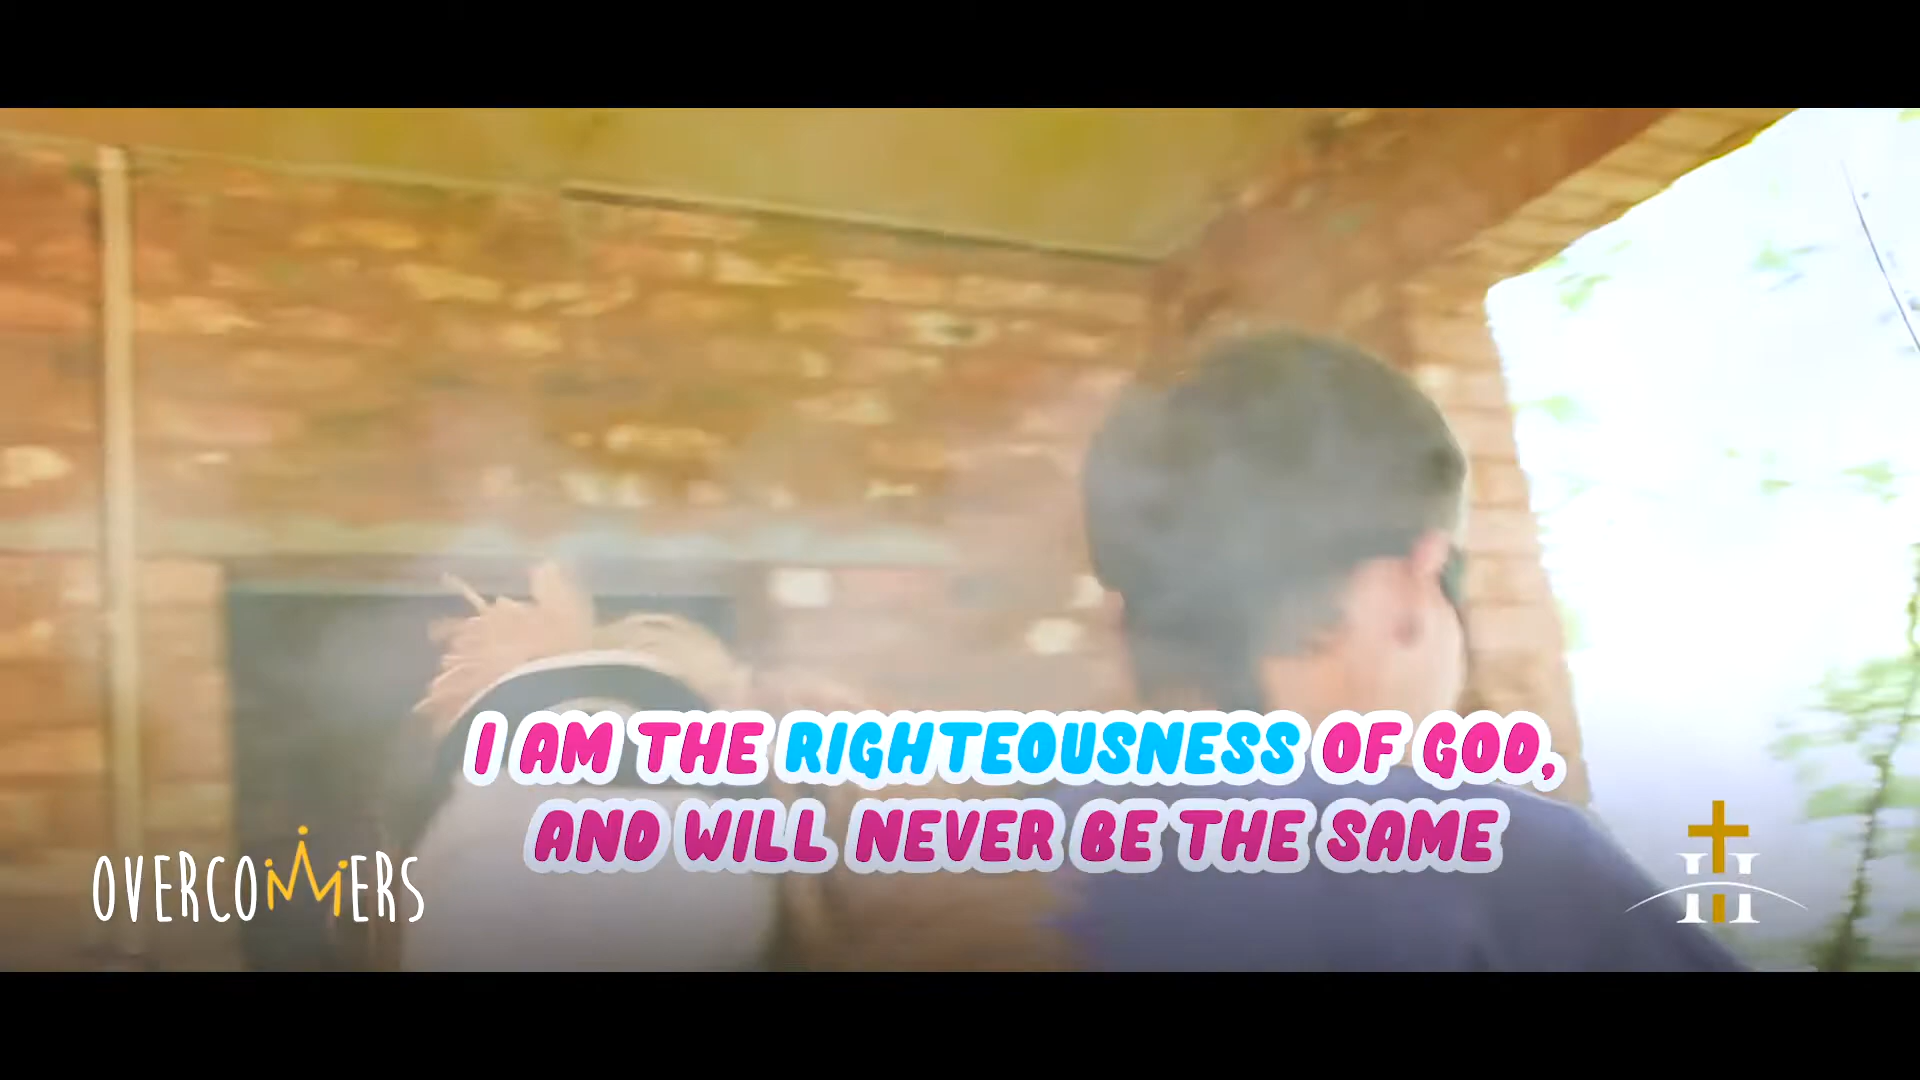 I AM THE RIGHTEOUSNESS OF GOD,
AND WILL NEVER BE THE SAME
OVERCOMERS
H